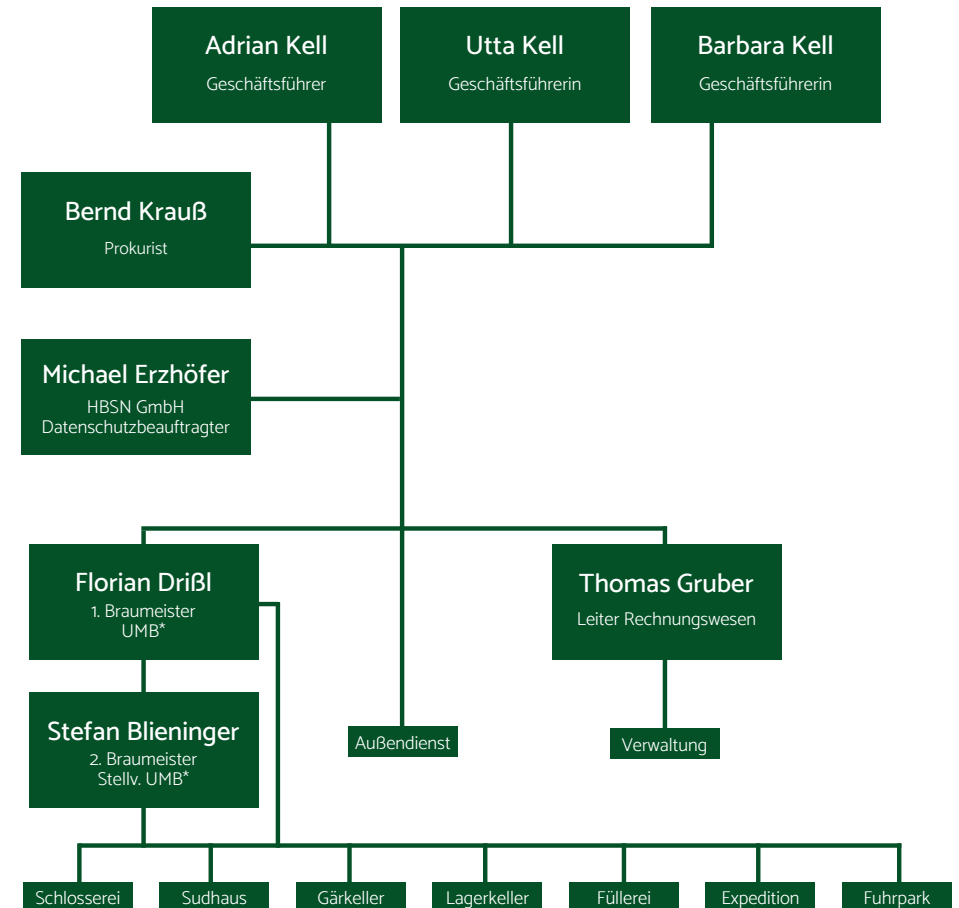 Adrian Kell
Geschäftsführer
Utta Kell
Geschäftsführerin
Barbara Kell
Geschäftsführerin
Bernd Krauß
Prokurist
Michael Erzhöfer
HBSN GmbH
Datenschutzbeauftragter
Florian Drißl
1. Braumeister
UMB*
Thomas Gruber
Leiter Rechnungswesen
Stefan Blieninger
2. Braumeister
Stellv. UMB*
Außendienst
Verwaltung
Schlosserei
Sudhaus
Gärkeller
Lagerkeller
Füllerei
Expedition
Fuhrpark